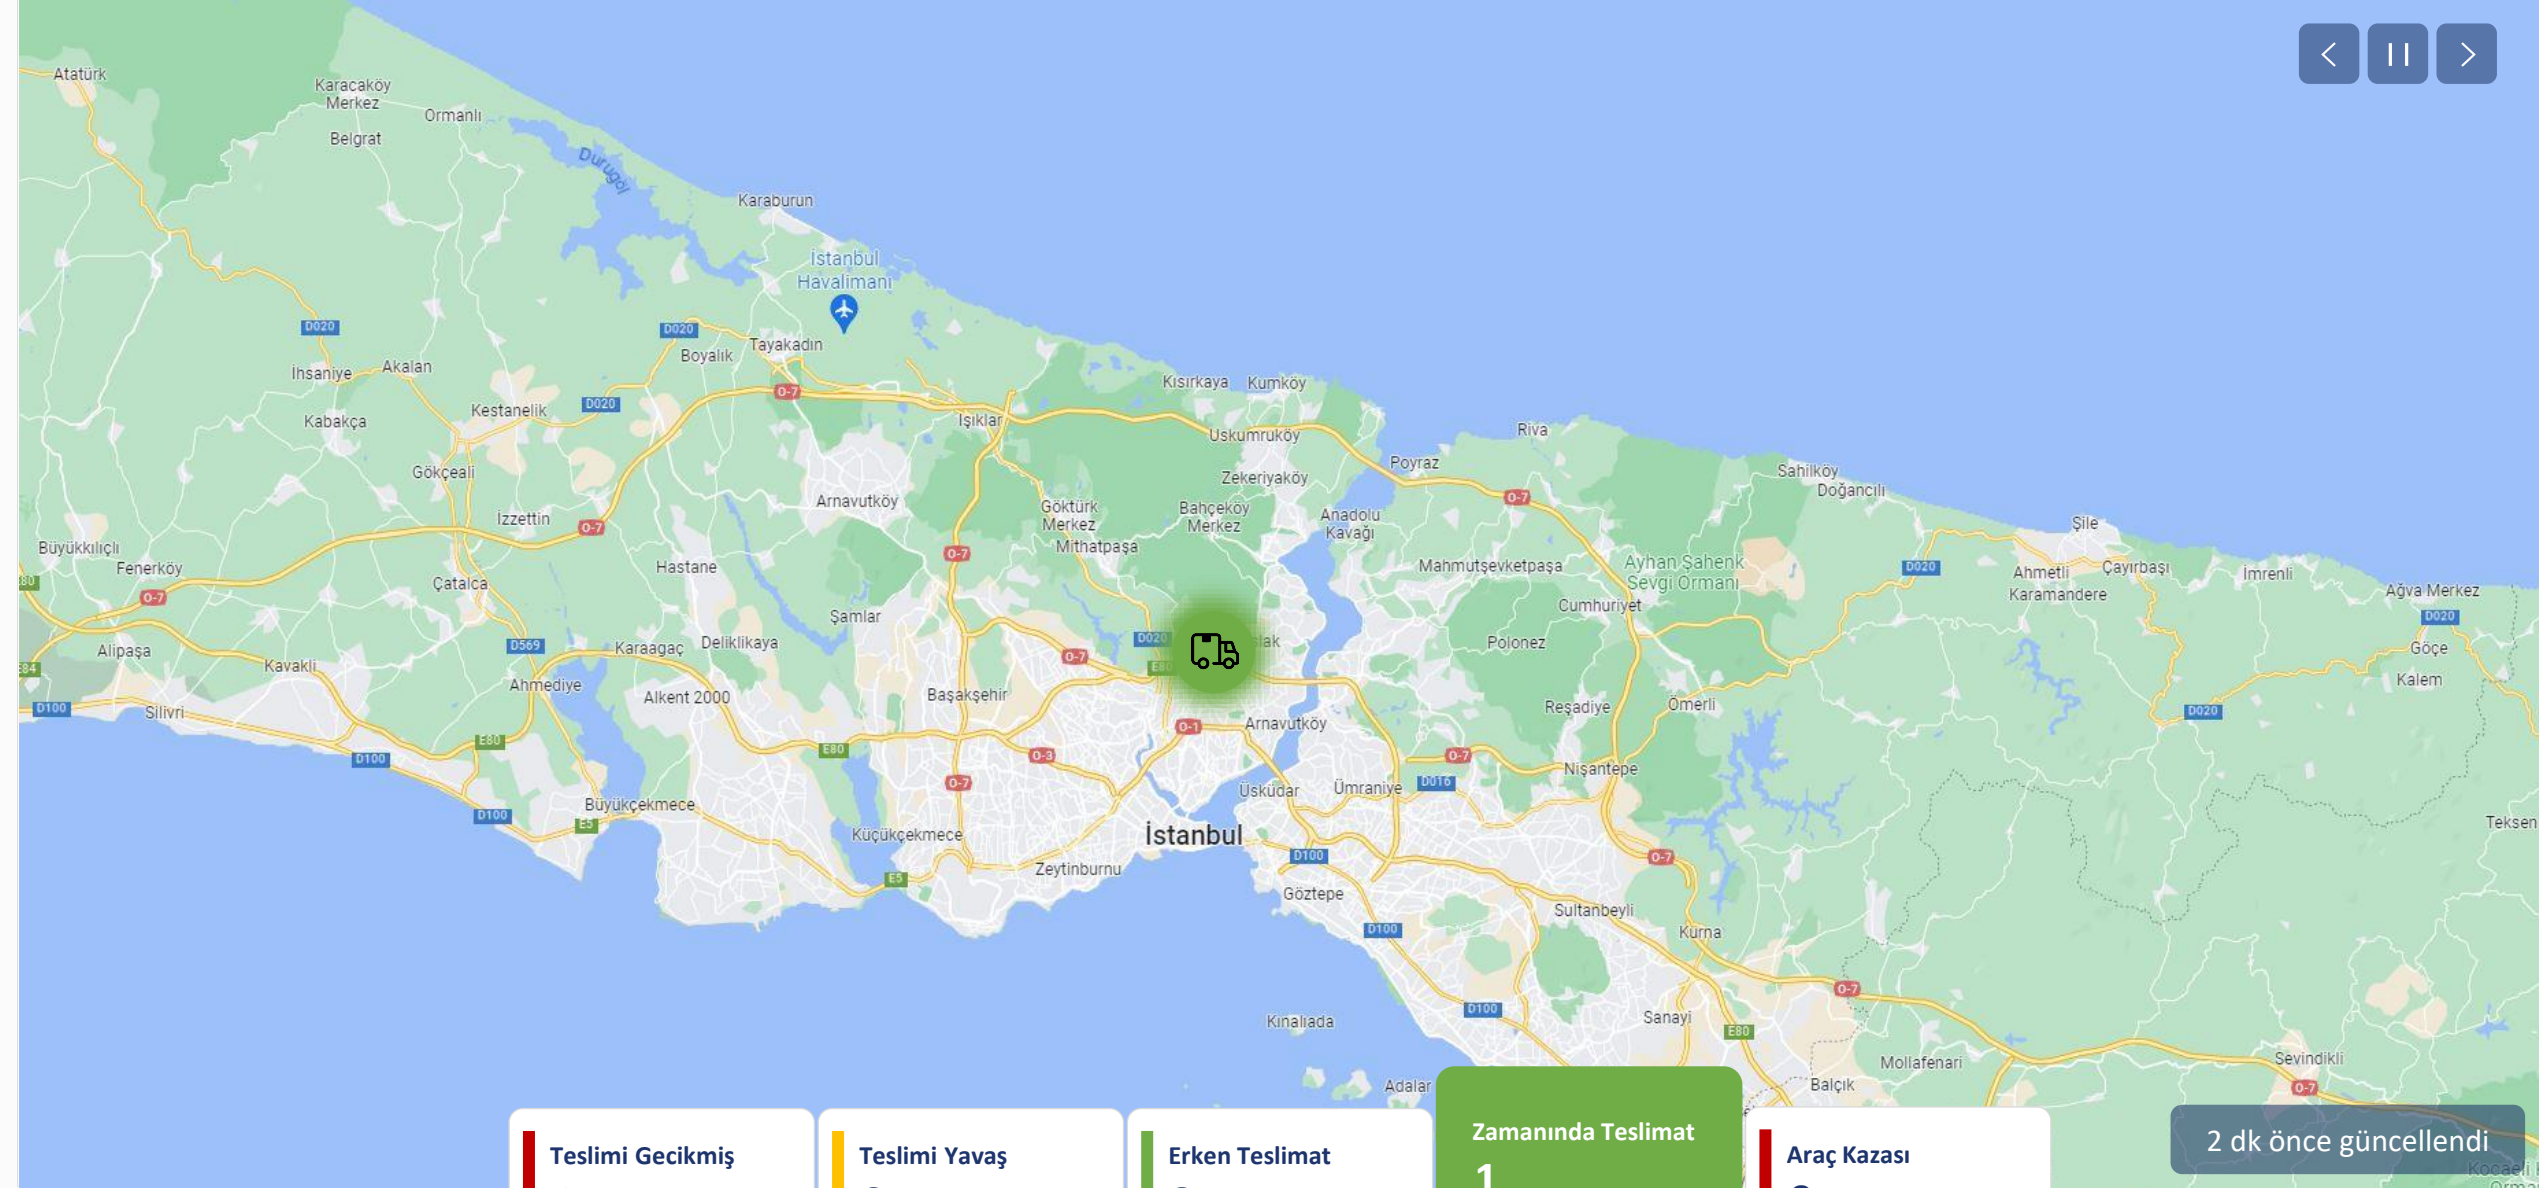 Atatürk
Karacaköy
Merkez
Ormanlı
Belgrat
Durugöl
Karaburun
İstanbul
Havalimanı
D020
D020
Tayakadın
Boyalık
İhsaniye
Akalan
O-7
Kısırkaya
Kumköy
Kestanelik
D020
Kabakça
Işıklar
Uskumruköy
Riva
Gökçeali
Poyraz
Zekeriyaköy
Sahilköy
Doğancılı
Arnavutköy
O-7
Göktürk
Merkez
Bahçeköy
Merkez
Anadolu
Kavağı
İzzettin
O-7
Şile
Büyükkılıçlı
Mithatpaşa
O-7
Fenerköy
Hastane
Mahmutşevketpaşa
Ayhan Şahenk
Sevgi Ormanı
D020
Ahmetli
Çayırbaşı
İmrenli
80
Çatalca
Karamandere
Ağva Merkez
O-7
Cumhuriyet
D020
Şamlar
D569
Karaağaç
Deliklikaya
D020
slak
Polonez
Göçe
Alipaşa
Kavaklı
O-7
E80
84
Ahmediye
Alkent 2000
Başakşehir
Kalem
D100
Silivri
Reşadiye
Ömerli
D020
O-1
Arnavutköy
E80
E80
O-3
O-7
D100
Nişantepe
O-7
D016
Üsküdar
Ümraniye
Büyükçekmece
D100
E5
Teksen
Küçükçekmece
İstanbul
D100
O-7
Zeytinburnu
E5
Göztepe
Sultanbeyli
D100
Kurna
O-7
D100
Sanayi
Kınalıada
E80
Mollafenari
Sevindikli
Adalar
Balçık
O-7
Teslimi Gecikmiş
Teslimi Yavaş
Erken Teslimat
Zamanında Teslimat
1
Araç Kazası
2 dk önce güncellendi
Kocaeli